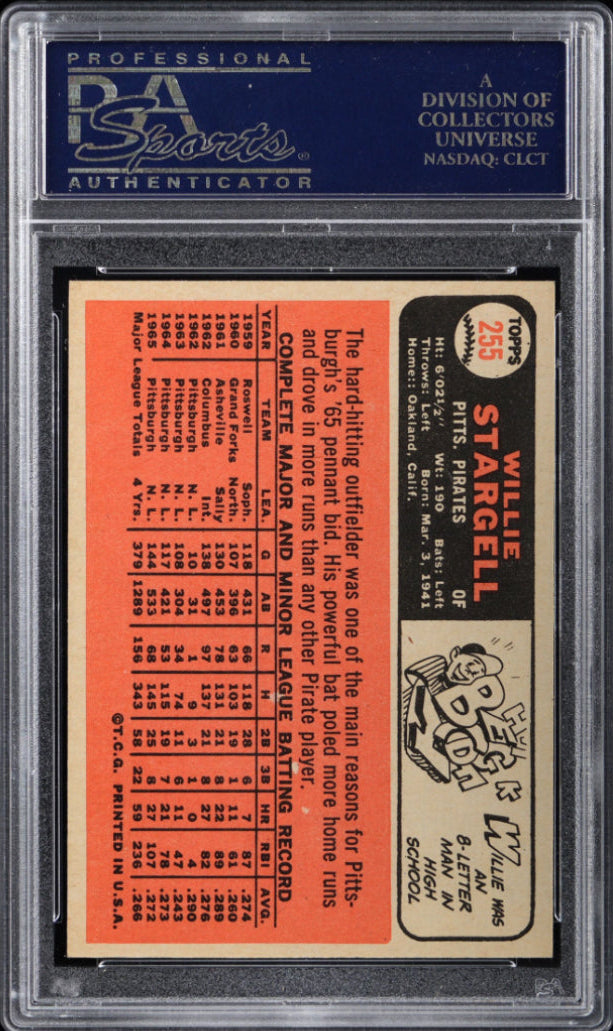 PROFESSIONAL
PSA
Sports®
AUTHENTICATOR
A
DIVISION OF
COLLECTORS
UNIVERSE
NASDAQ: CLCT
TOPPS
255
WILLIE
STARGELL
PITTS. PIRATES OF
Ht: 6'02½" Wt: 190 Bats: Left
Throws: Left Born: Mar. 3, 1941
Home:: Oakland, Calif.
WILLIE WAS
AN
8-LETTER
MAN IN
HIGH
SCHOOL
The hard-hitting outfielder was one of the main reasons for Pitts-
burgh's '65 pennant bid. His powerful bat poled more home runs
and drove in more runs than any other Pirate player.
COMPLETE MAJOR AND MINOR LEAGUE BATTING RECORD
YEAR TEAM LEA. G AB R H 2B 3B HR RBI AVG.
1959 Roswell Soph. 118 431 66 118 28 6 7 87 .274
1960 Grand Forks North. 107 396 63 103 19 1 11 61 .260
1961 Asheville Sally 130 453 78 131 21 8 22 89 .289
1962 Columbus Int. 138 497 97 137 21 8 27 82 .276
1962 Pittsburgh N. L. 10 31 1 9 3 1 0 4 .290
1963 Pittsburgh N. L. 108 304 34 74 11 6 11 47 .243
1964 Pittsburgh N. L. 117 421 53 115 19 7 21 78 .273
1965 Pittsburgh N. L. 144 533 68 145 25 8 27 107 .272
Major League Totals 4 Yrs. 379 1289 156 343 58 22 59 236 .266
©T.C.G. PRINTED IN U.S.A.